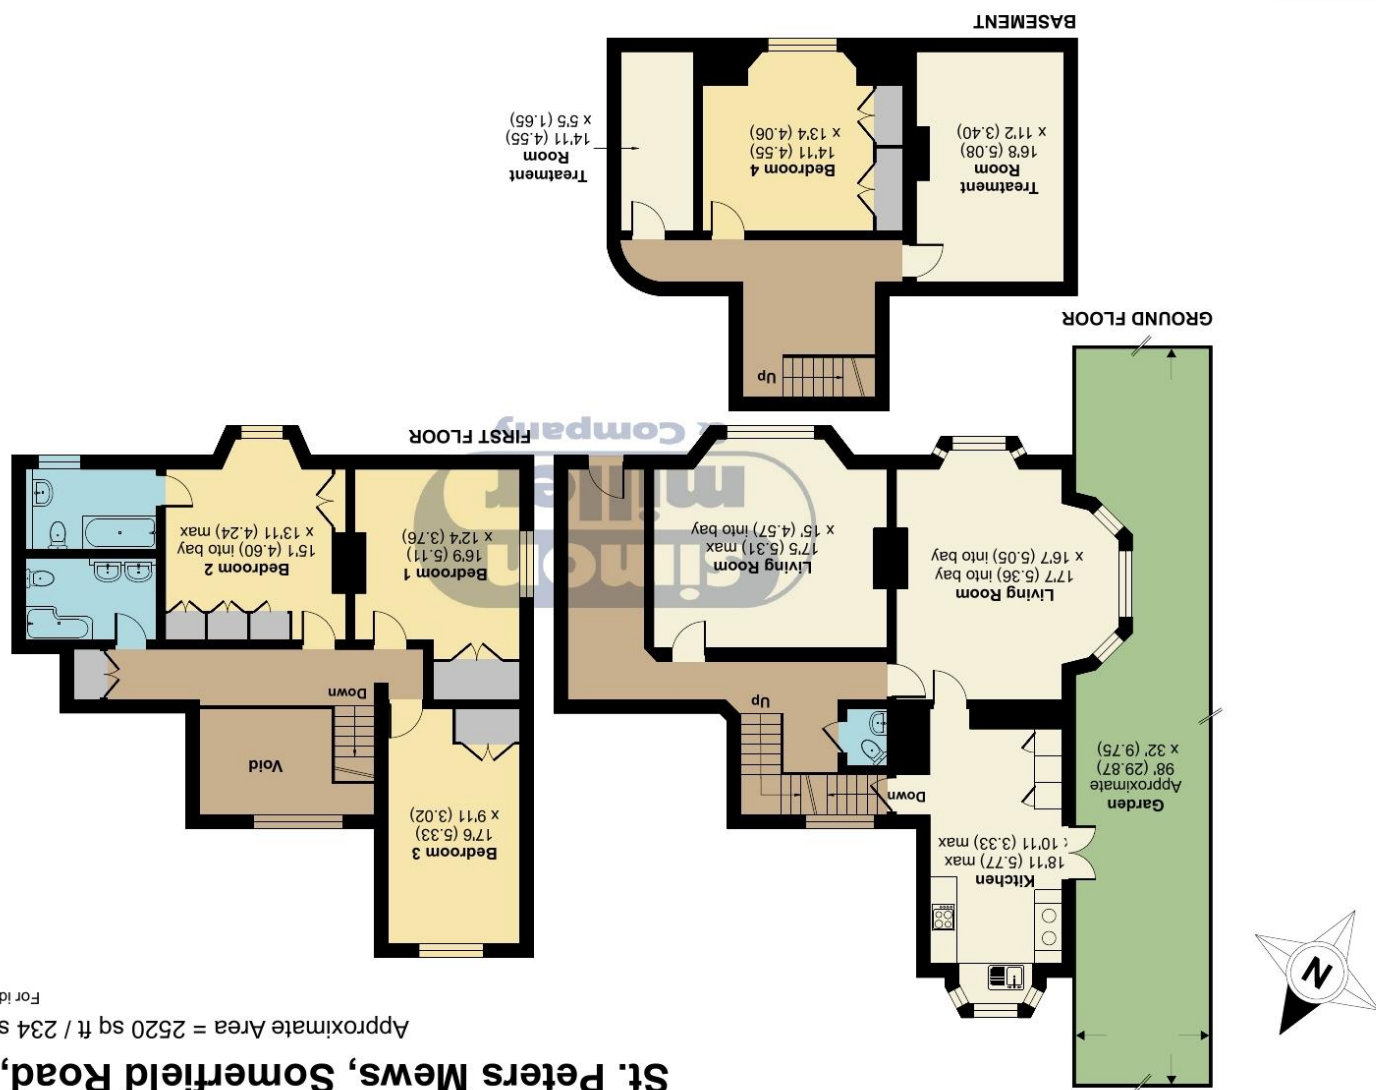 St. Peters Mews, Somerfield Road,
Approximate Area = 2520 sq ft / 234 s
For id
N
Garden
Approximate
98' (29.87)
x 32' (9.75)
Kitchen
18'11 (5.77) max
x 10'11 (3.33) max
Down
Up
Living Room
17'7 (5.36) into bay
x 16'7 (5.05) into bay
Living Room
17'5 (5.31) max
x 15' (4.57) into bay
GROUND FLOOR
Bedroom 3
17'6 (5.33)
x 9'11 (3.02)
Void
Down
Bedroom 1
16'9 (5.11)
x 12'4 (3.76)
Bedroom 2
15'1 (4.60) into bay
x 13'11 (4.24) max
FIRST FLOOR
simon
miller
& Company
Up
Treatment
Room
16'8 (5.08)
x 11'2 (3.40)
Bedroom 4
14'11 (4.55)
x 13'4 (4.06)
Treatment
Room
14'11 (4.55)
x 5'5 (1.65)
BASEMENT